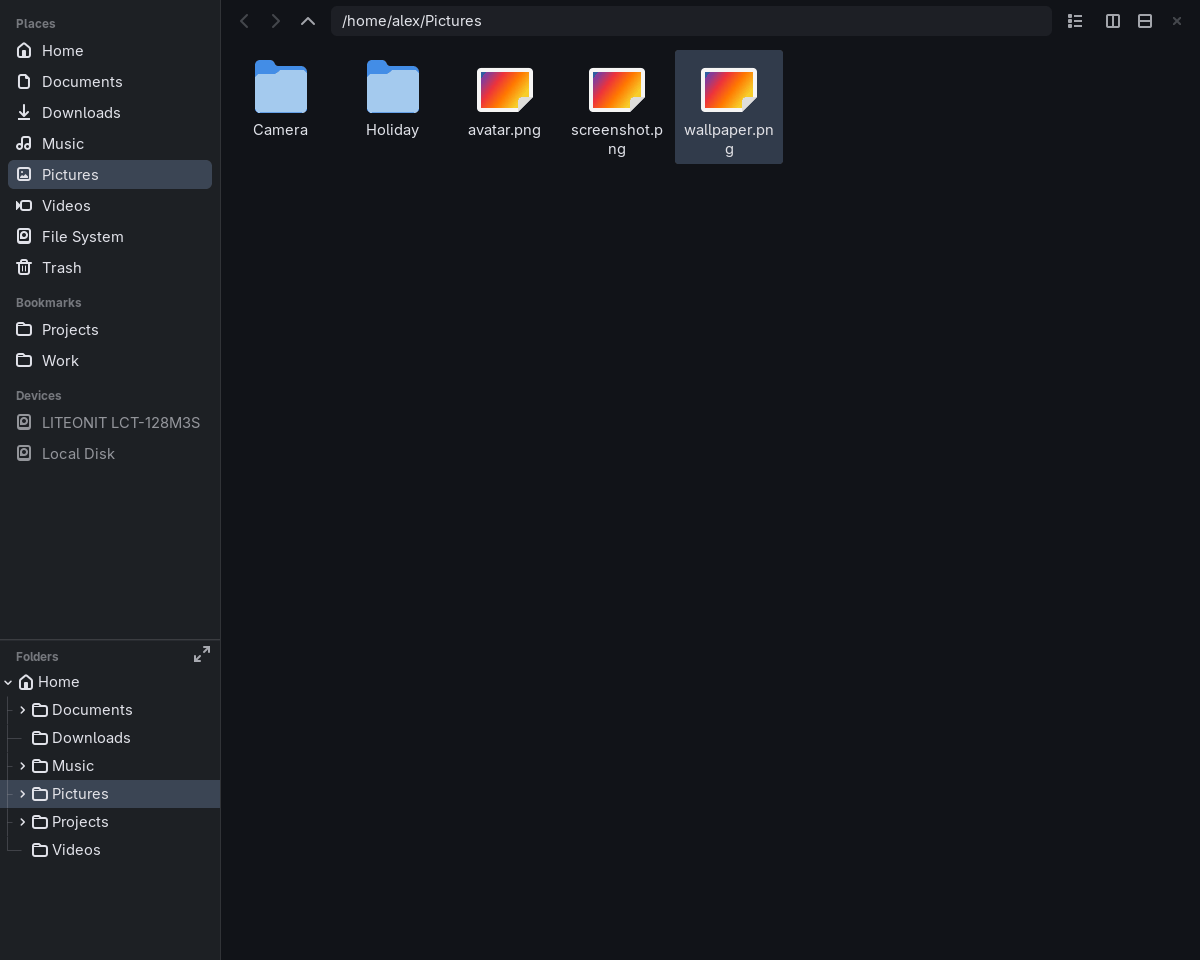 Places
Home
Documents
Downloads
Music
Pictures
Videos
File System
Trash
Bookmarks
Projects
Work
Devices
LITEONIT LCT-128M3S
Local Disk
Folders
Home
Documents
Downloads
Music
Pictures
Projects
Videos
/home/alex/Pictures
Camera
Holiday
avatar.png
screenshot.p
ng
wallpaper.pn
g